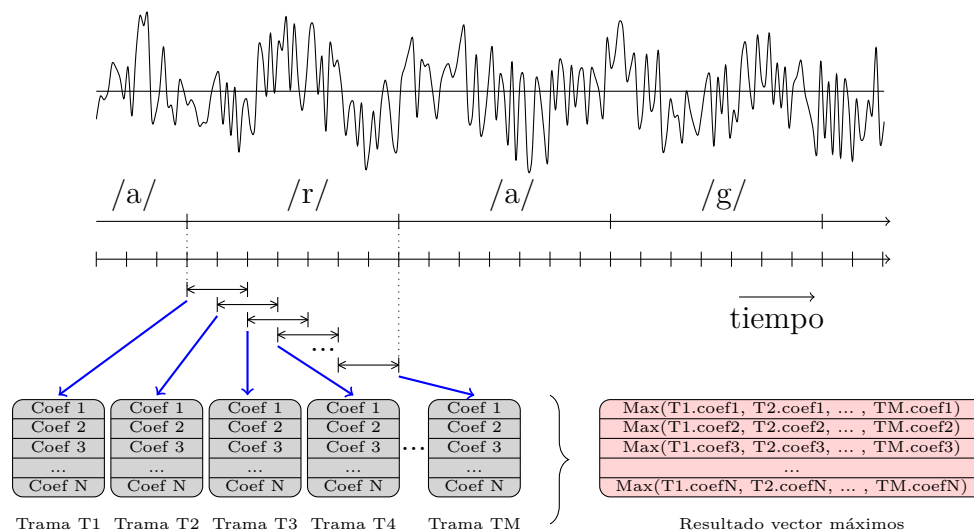 /a/ /r/ /a/ /g/
tiempo
...
Coef 1 Coef 1 Coef 1 Coef 1 Coef 1 Max(T1.coef1, T2.coef1, ... , TM.coef1)
Coef 2 Coef 2 Coef 2 Coef 2 Coef 2 Max(T1.coef2, T2.coef2, ... , TM.coef2)
Coef 3 Coef 3 Coef 3 Coef 3 ... Coef 3 Max(T1.coef3, T2.coef3, ... , TM.coef3)
... ... ... ... ... ...
Coef N Coef N Coef N Coef N Coef N Max(T1.coefN, T2.coefN, ... , TM.coefN)
Trama T1 Trama T2 Trama T3 Trama T4 Trama TM Resultado vector máximos